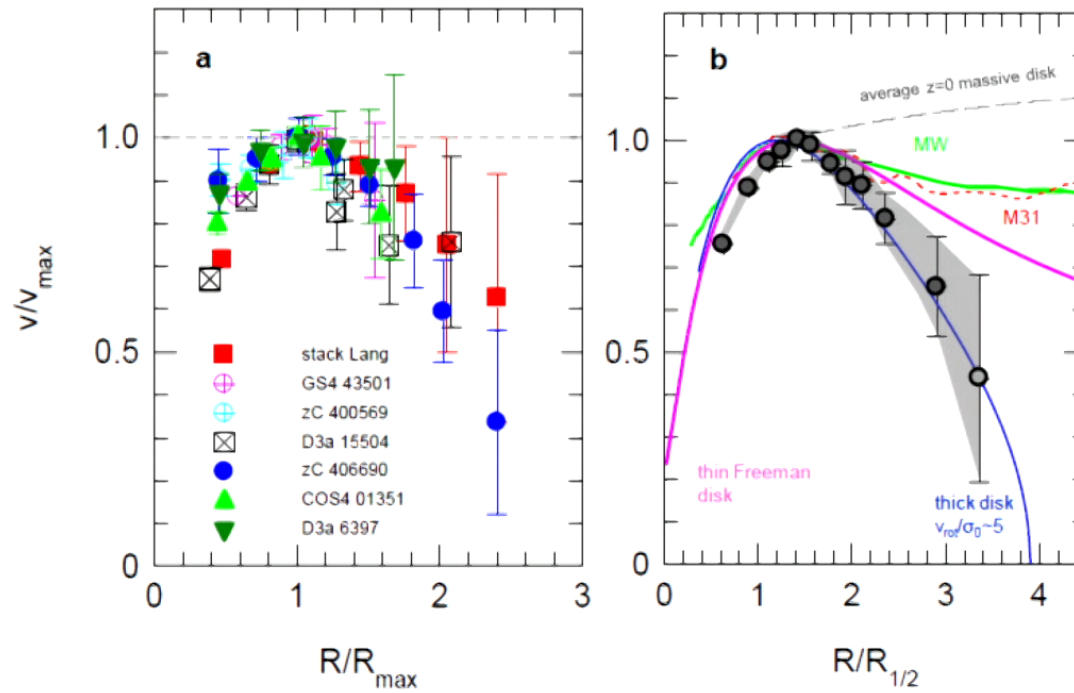 a
v/v_max
1.0
0.5
0
0 1 2 3
R/R_max
stack Lang
GS4 43501
zC 400569
D3a 15504
zC 406690
COS4 01351
D3a 6397
b
average z=0 massive disk
MW
M31
thin Freeman
disk
thick disk
v_rot/σ_0~5
1.0
0.5
0
0 1 2 3 4
R/R_1/2